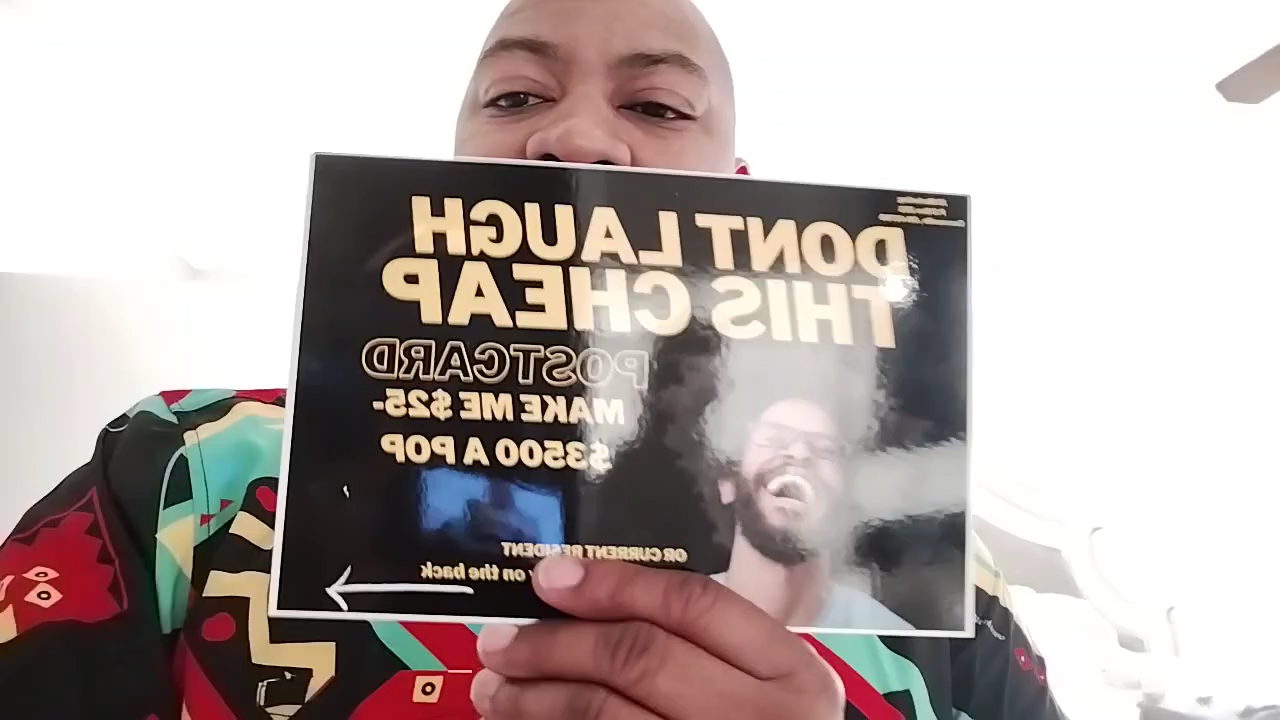 DONT LAUGH
THIS CHEAP
POSTCARD
MAKE ME $25-
$3500 A POP
OR CURRENT RESIDENT
on the back